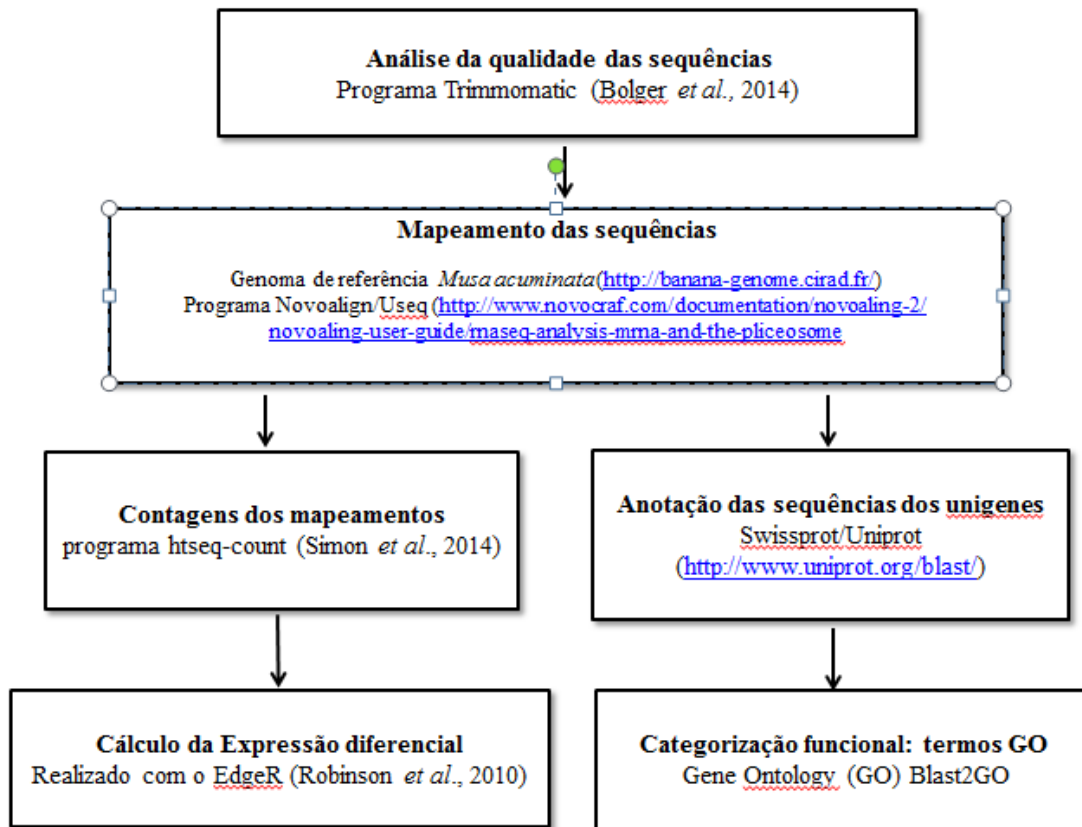 Análise da qualidade das sequências
Programa Trimmomatic (Bolger et al., 2014)
Mapeamento das sequências
Genoma de referência Musa acuminata(http://banana-genome.cirad.fr/)
Programa Novoalign/Useq (http://www.novocraf.com/documentation/novoaling-2/
novoaling-user-guide/rnaseq-analysis-mrna-and-the-pliceosome
Contagens dos mapeamentos
programa htseq-count (Simon et al., 2014)
Anotação das sequências dos unigenes
Swissprot/Uniprot
(http://www.uniprot.org/blast/)
Cálculo da Expressão diferencial
Realizado com o EdgeR (Robinson et al., 2010)
Categorização funcional: termos GO
Gene Ontology (GO) Blast2GO